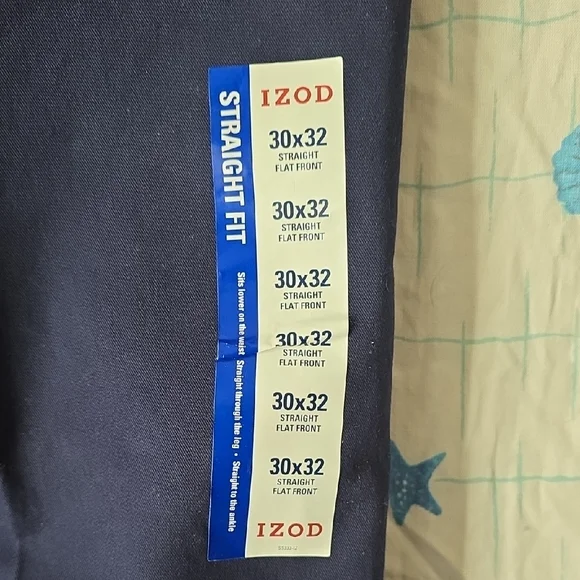 IZOD
30x32
STRAIGHT
FLAT FRONT
30x32
STRAIGHT
FLAT FRONT
30x32
STRAIGHT
FLAT FRONT
30x32
STRAIGHT
FLAT FRONT
30x32
STRAIGHT
FLAT FRONT
30x32
STRAIGHT
FLAT FRONT
IZOD
STRAIGHT FIT
Sits lower on the waist Straight through the leg • Straight to the ankle